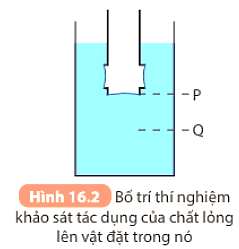 P
Q
Hình 16.2 Bố trí thí nghiệm
khảo sát tác dụng của chất lỏng
lên vật đặt trong nó